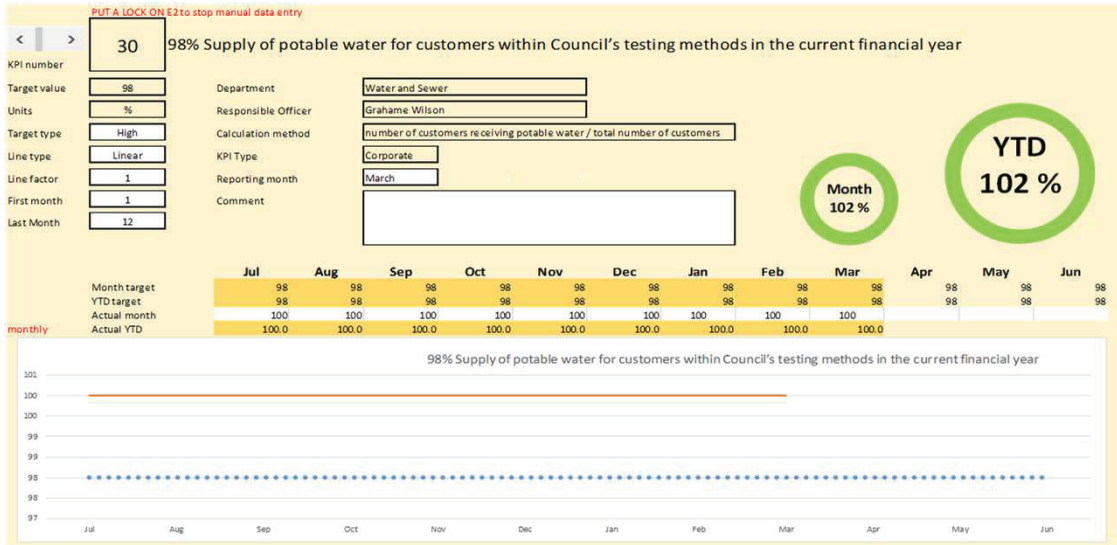 PUT A LOCK ON E2 to stop manual data entry
< >
30
98% Supply of potable water for customers within Council's testing methods in the current financial year
KPI number
Target value 98 Department Water and Sewer
Units % Responsible Officer Grahame Wilson
Target type High Calculation method number of customers receiving potable water / total number of customers
Line type Linear KPI Type Corporate
Line factor 1 Reporting month March
First month 1 Comment
Last Month 12
Month
102 %
YTD
102 %
Jul Aug Sep Oct Nov Dec Jan Feb Mar Apr May Jun
Month target 98 98 98 98 98 98 98 98 98 98 98 98
YTD target 98 98 98 98 98 98 98 98 98 98 98 98
Actual month 100 100 100 100 100 100 100 100 100
monthly Actual YTD 100.0 100.0 100.0 100.0 100.0 100.0 100.0 100.0 100.0
98% Supply of potable water for customers within Council's testing methods in the current financial year
101
100
100
99
99
98
98
97
Jul Aug Sep Oct Nov Dec Jan Feb Mar Apr May Jun